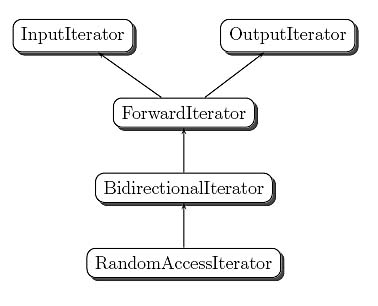 InputIterator
OutputIterator
ForwardIterator
BidirectionalIterator
RandomAccessIterator